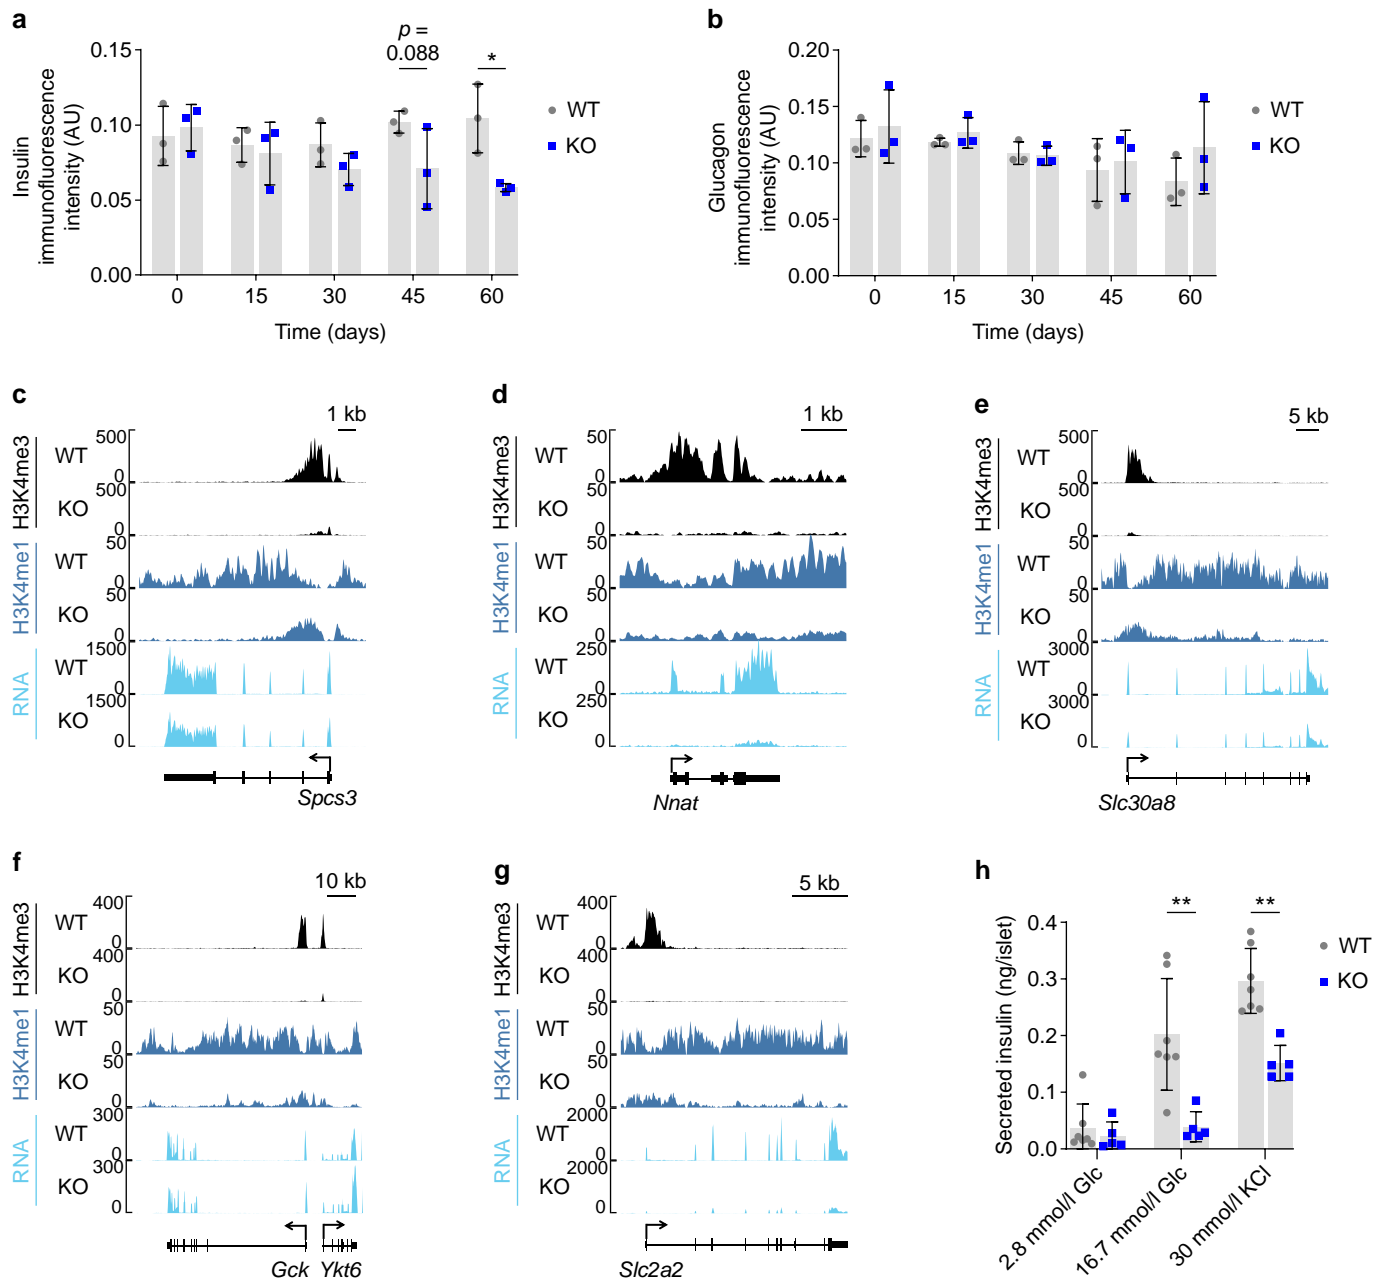 a
Insulin
immunofluorescence
intensity (AU)
0.15
0.10
0.05
0.00
p =
0.088
*
WT
KO
0 15 30 45 60
Time (days)
b
Glucagon
immunofluorescence
intensity (AU)
0.20
0.15
0.10
0.05
0.00
WT
KO
0 15 30 45 60
Time (days)
c
1 kb
H3K4me3
WT 500 0
KO 500 0
H3K4me1
WT 50 0
KO 50 0
RNA
WT 1500 0
KO 1500 0
Spcs3
d
1 kb
H3K4me3
WT 50 0
KO 50 0
H3K4me1
WT 50 0
KO 50 0
RNA
WT 250 0
KO 250 0
Nnat
e
5 kb
H3K4me3
WT 500 0
KO 500 0
H3K4me1
WT 50 0
KO 50 0
RNA
WT 3000 0
KO 3000 0
Slc30a8
f
10 kb
H3K4me3
WT 400 0
KO 400 0
H3K4me1
WT 50 0
KO 50 0
RNA
WT 300 0
KO 300 0
Gck Ykt6
g
5 kb
H3K4me3
WT 400 0
KO 400 0
H3K4me1
WT 50 0
KO 50 0
RNA
WT 2000 0
KO 2000 0
Slc2a2
h
Secreted insulin (ng/islet)
0.4
0.3
0.2
0.1
0.0
** **
WT
KO
2.8 mmol/l Glc
16.7 mmol/l Glc
30 mmol/l KCl